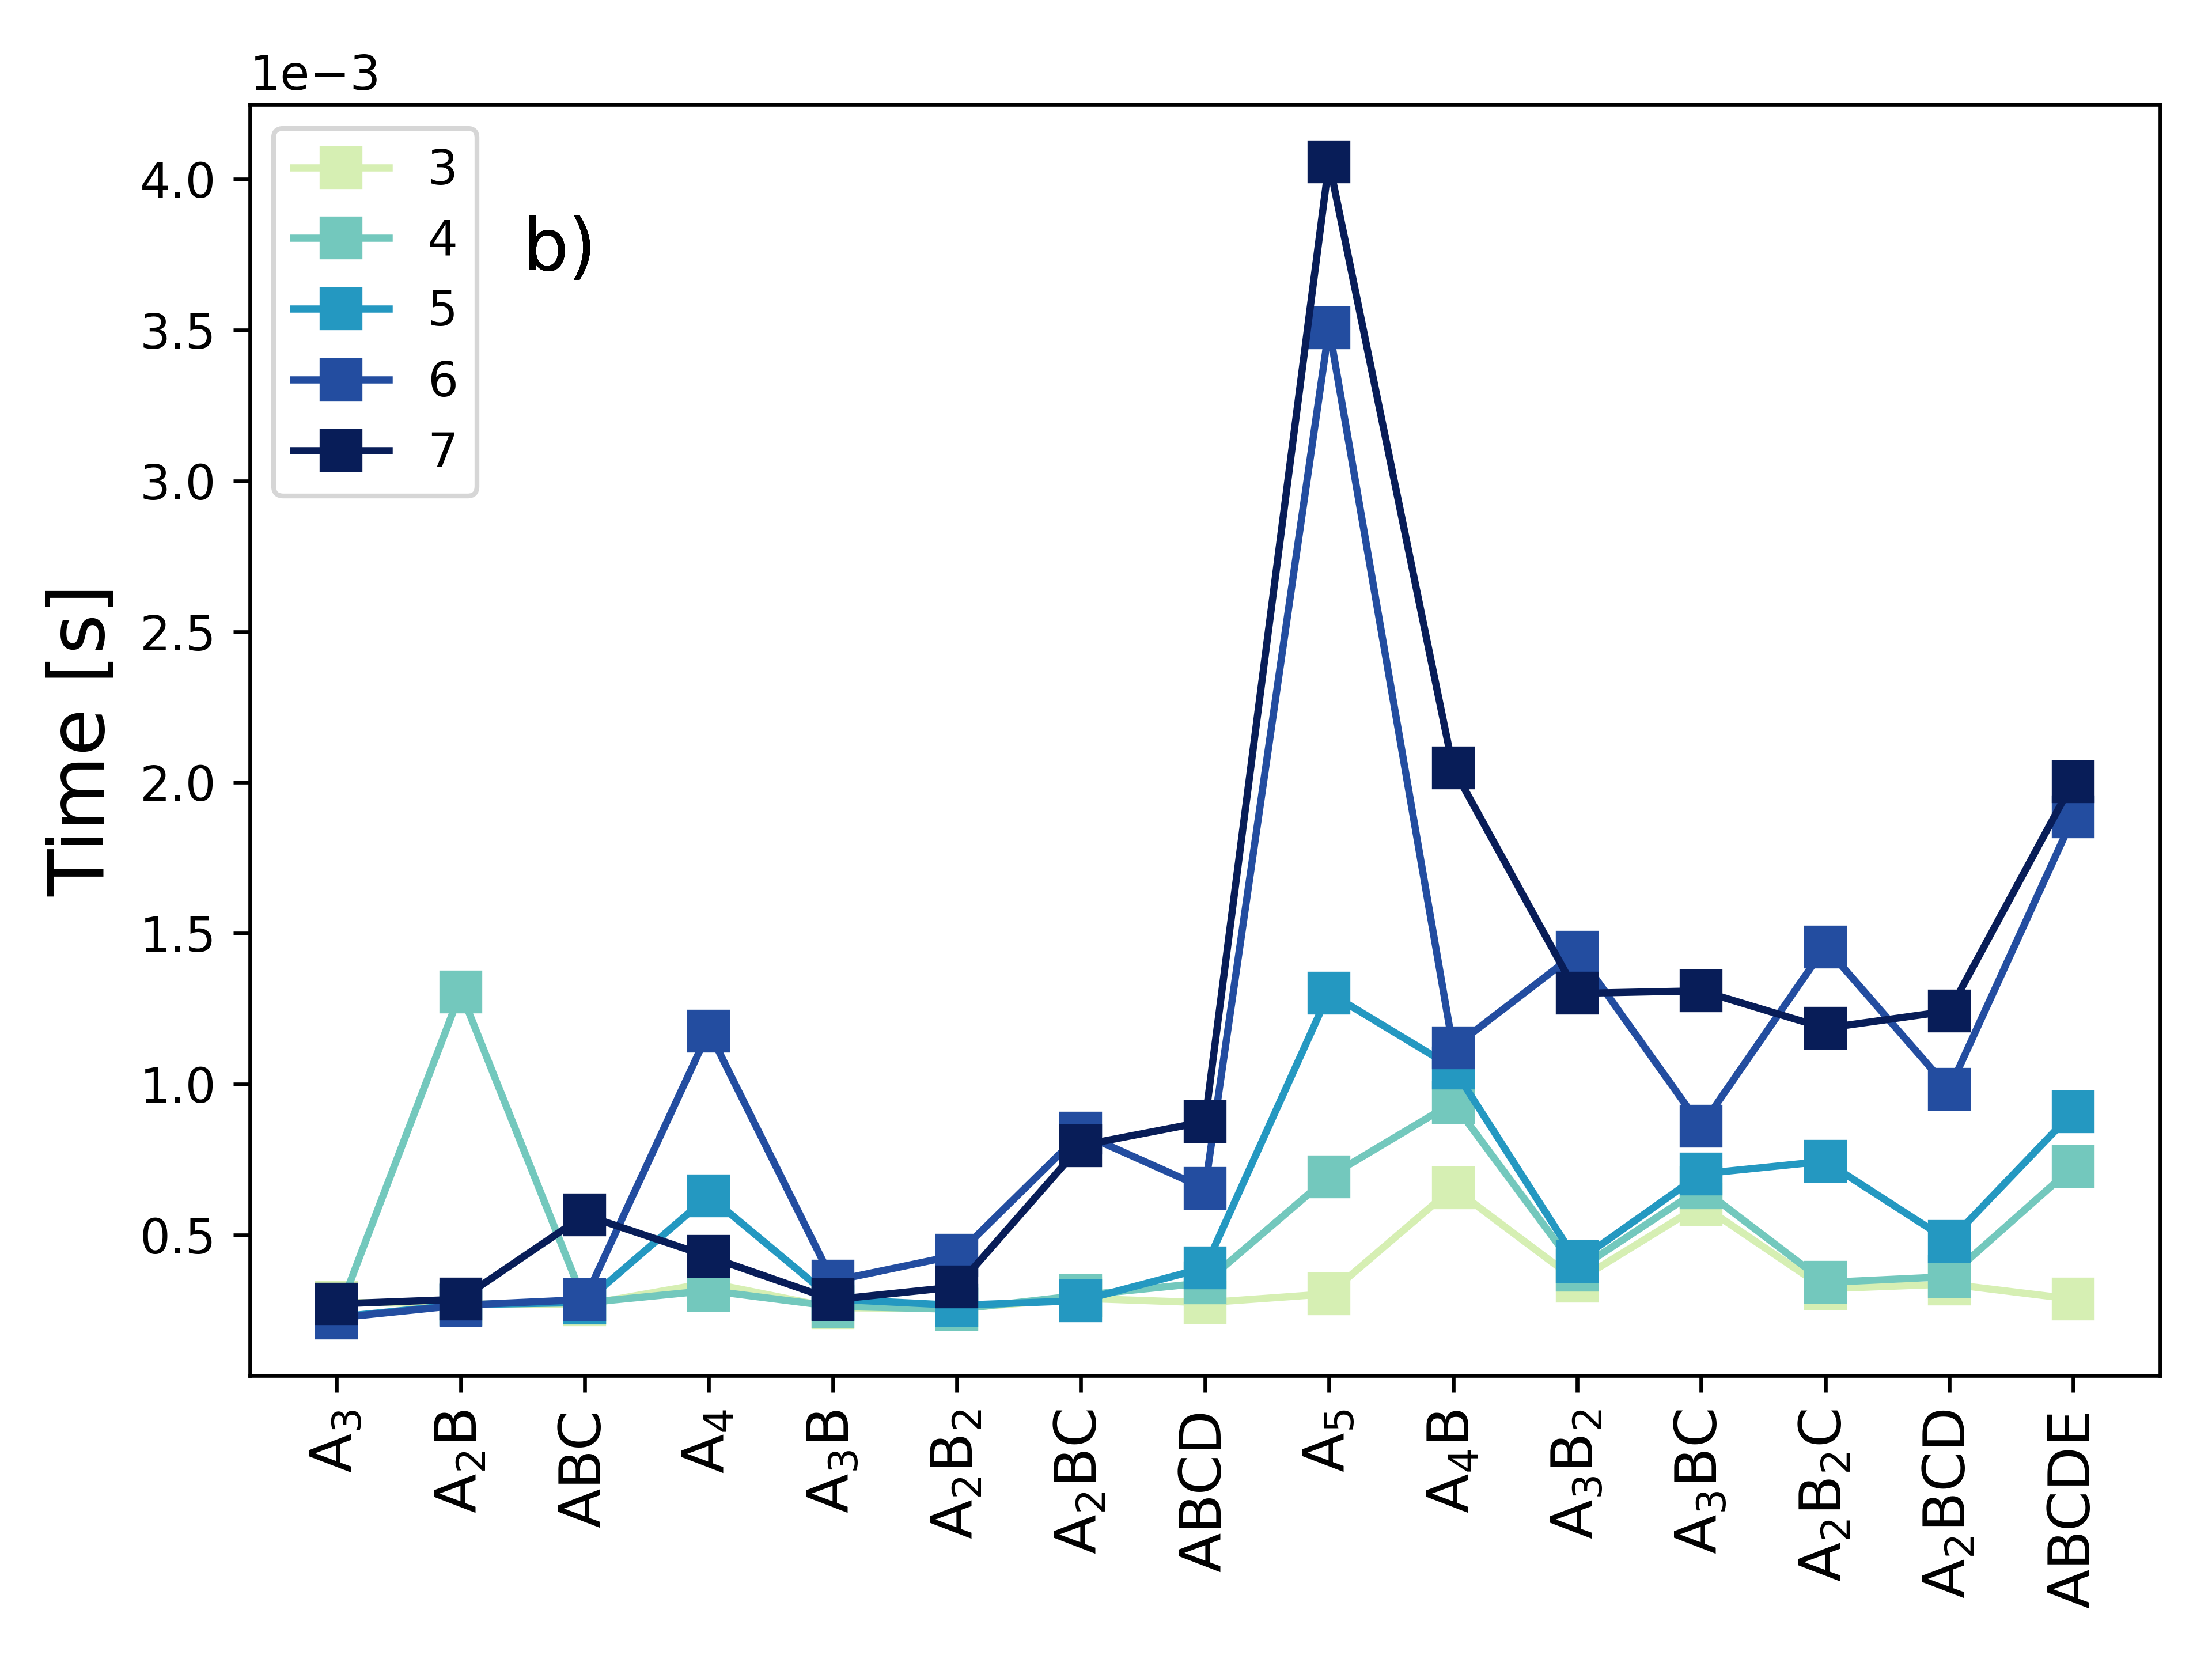 1e−3
4.0
3.5
3.0
2.5
2.0
1.5
1.0
0.5
Time [s]
3
4
5
6
7
b)
A₃
A₂B
ABC
A₄
A₃B
A₂B₂
A₂BC
ABCD
A₅
A₄B
A₃B₂
A₃BC
A₂B₂C
A₂BCD
ABCDE